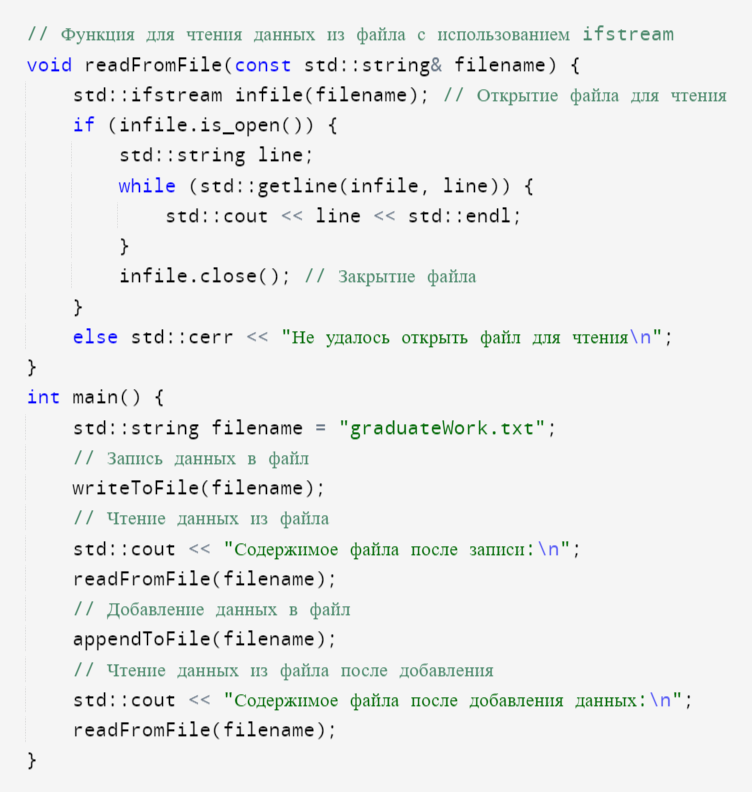 // Функция для чтения данных из файла с использованием ifstream
void readFromFile(const std::string& filename) {
    std::ifstream infile(filename); // Открытие файла для чтения
    if (infile.is_open()) {
        std::string line;
        while (std::getline(infile, line)) {
            std::cout << line << std::endl;
        }
        infile.close(); // Закрытие файла
    }
    else std::cerr << "Не удалось открыть файл для чтения\n";
}
int main() {
    std::string filename = "graduateWork.txt";
    // Запись данных в файл
    writeToFile(filename);
    // Чтение данных из файла
    std::cout << "Содержимое файла после записи:\n";
    readFromFile(filename);
    // Добавление данных в файл
    appendToFile(filename);
    // Чтение данных из файла после добавления
    std::cout << "Содержимое файла после добавления данных:\n";
    readFromFile(filename);
}